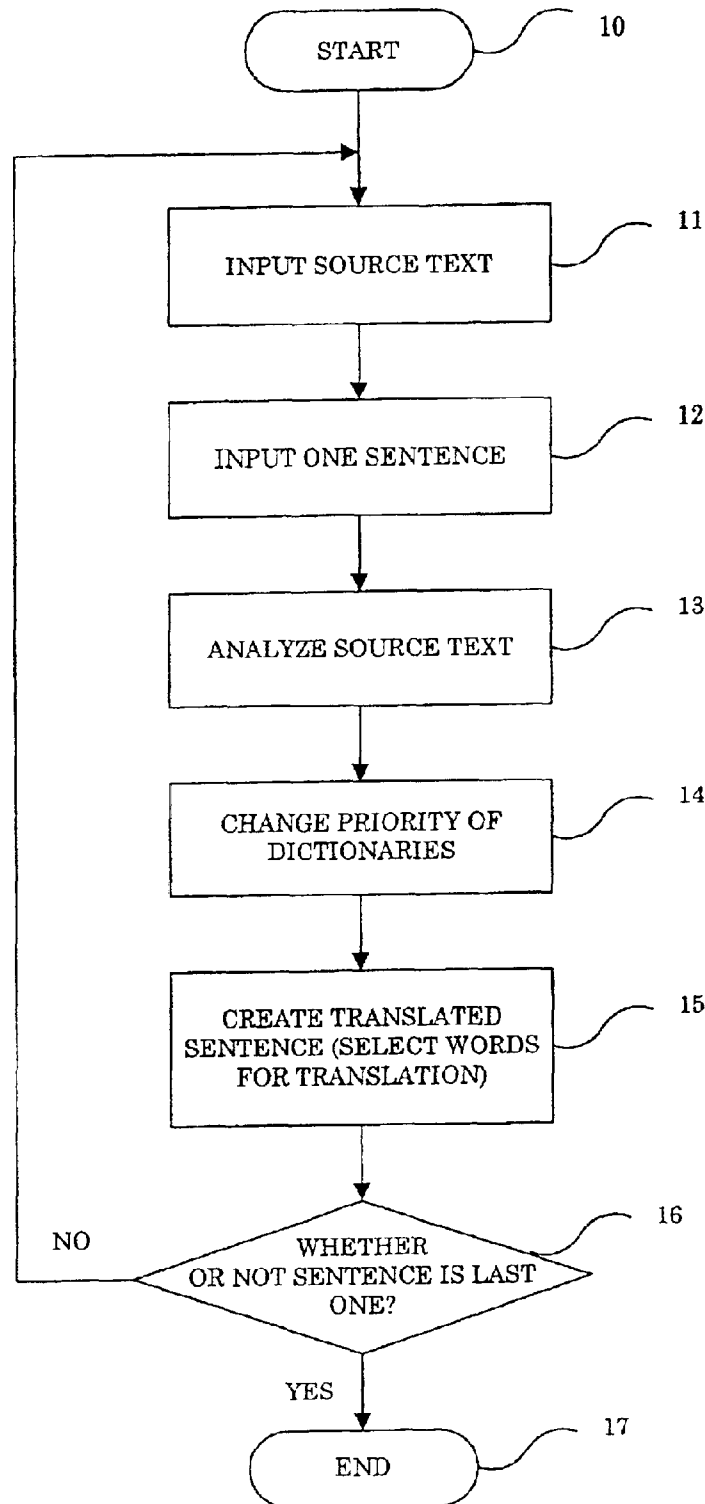 10
START
11
INPUT SOURCE TEXT
12
INPUT ONE SENTENCE
13
ANALYZE SOURCE TEXT
14
CHANGE PRIORITY OF
DICTIONARIES
15
CREATE TRANSLATED
SENTENCE (SELECT WORDS
FOR TRANSLATION)
16
NO
WHETHER
OR NOT SENTENCE IS LAST
ONE?
YES
17
END